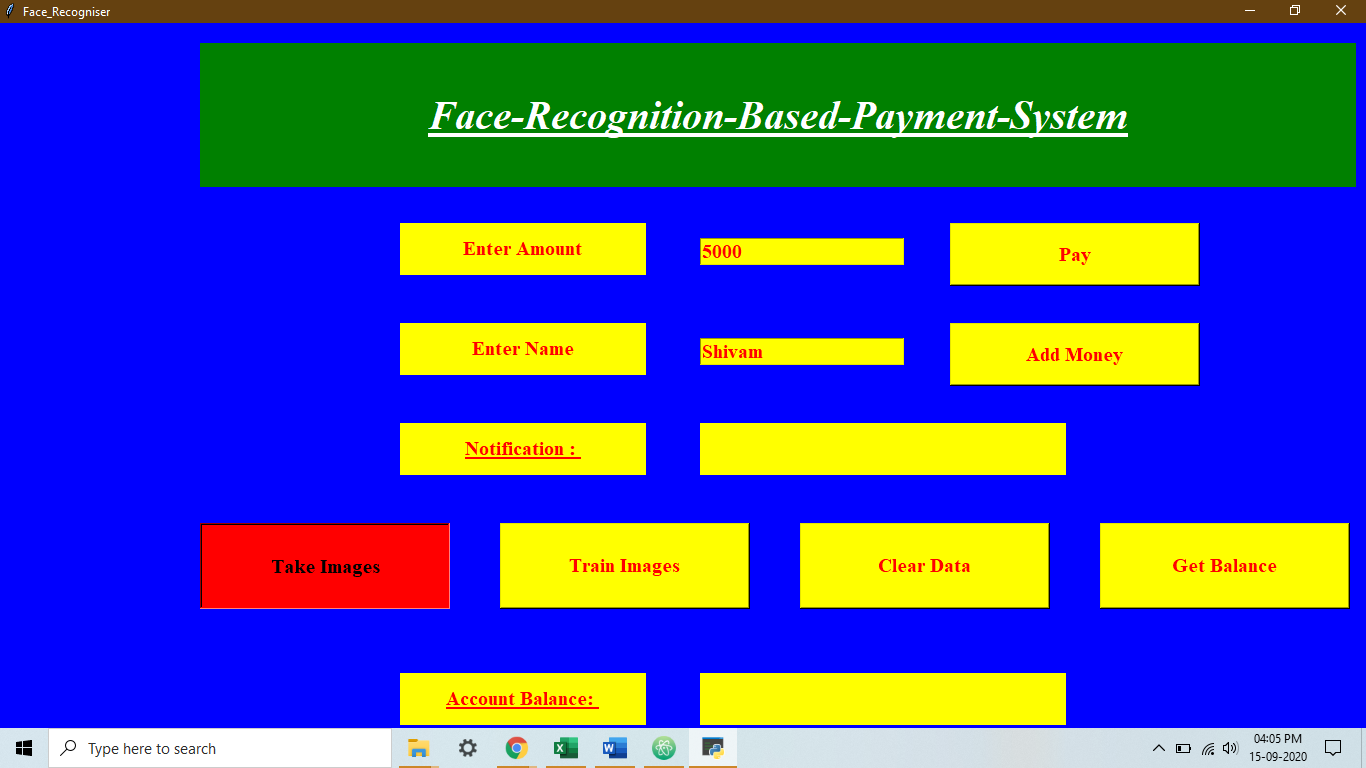 Face_Recogniser
Face-Recognition-Based-Payment-System
Enter Amount
5000
Pay
Enter Name
Shivam
Add Money
Notification :
Take Images
Train Images
Clear Data
Get Balance
Account Balance:
Type here to search
04:05 PM
15-09-2020